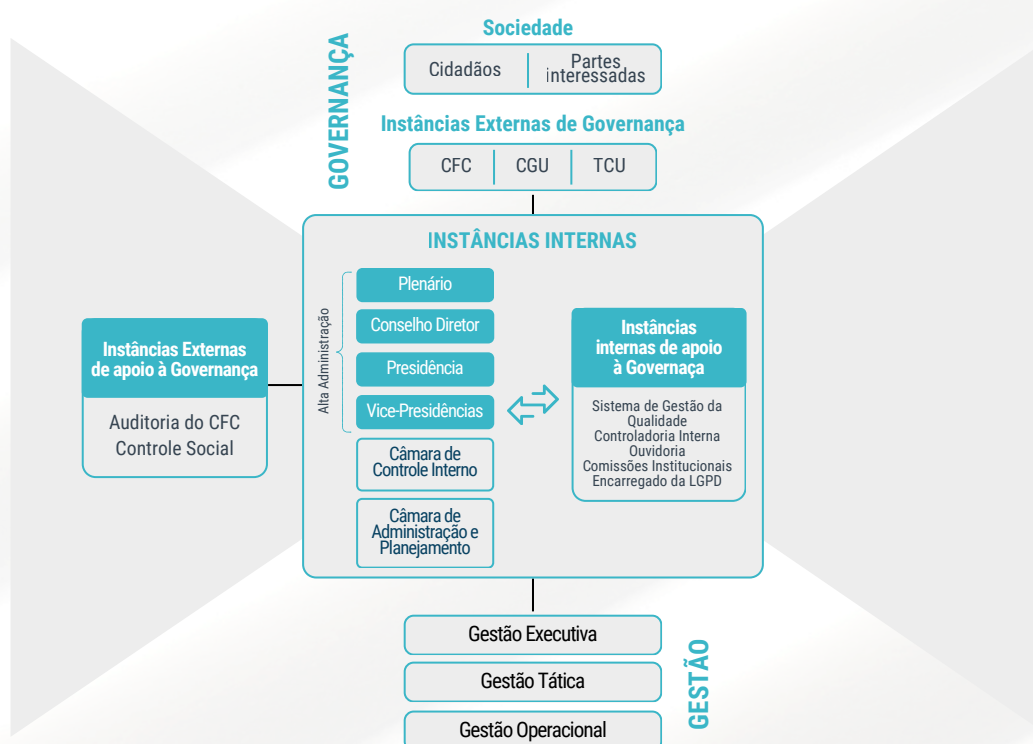 GOVERNANÇA
Sociedade
Cidadãos
Partes
interessadas
Instâncias Externas de Governança
CFC
CGU
TCU
INSTÂNCIAS INTERNAS
Alta Administração
Plenário
Conselho Diretor
Presidência
Vice-Presidências
Câmara de
Controle Interno
Câmara de
Administração e
Planejamento
Instâncias
internas de apoio
à Governaça
Sistema de Gestão da
Qualidade
Controladoria Interna
Ouvidoria
Comissões Institucionais
Encarregado da LGPD
Instâncias Externas
de apoio à Governança
Auditoria do CFC
Controle Social
Gestão Executiva
Gestão Tática
Gestão Operacional
GESTÃO